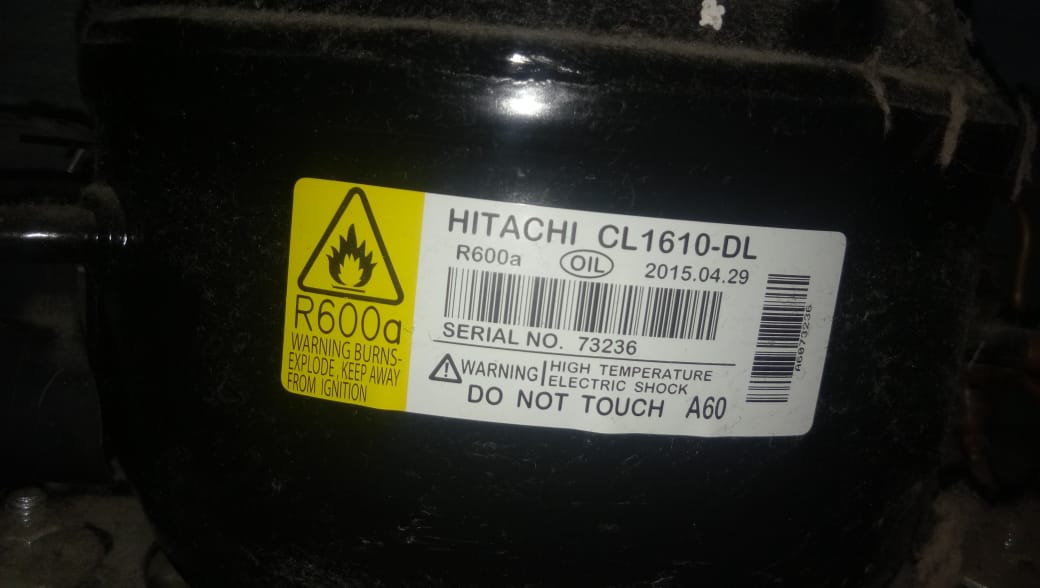 R600a
WARNING BURNS-
EXPLODE, KEEP AWAY
FROM IGNITION
HITACHI CL1610-DL
R600a OIL 2015.04.29
SERIAL NO. 73236
WARNING HIGH TEMPERATURE
ELECTRIC SHOCK
DO NOT TOUCH A60
A6073236